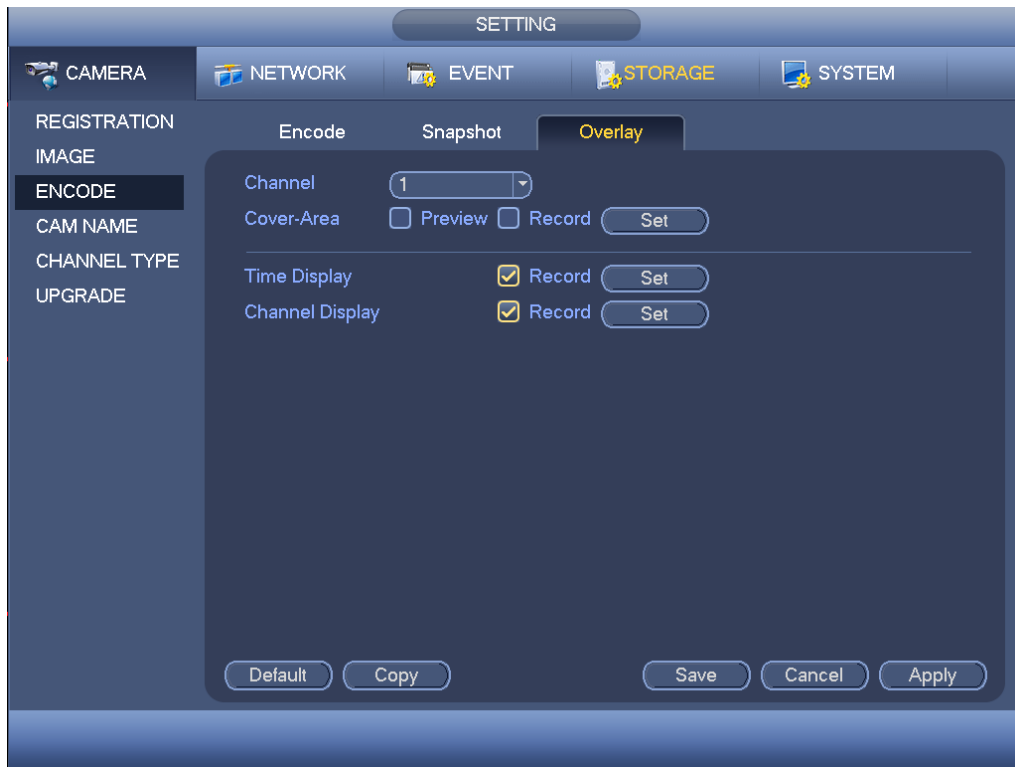 SETTING
CAMERA NETWORK EVENT STORAGE SYSTEM
REGISTRATION
IMAGE
ENCODE
CAM NAME
CHANNEL TYPE
UPGRADE
Encode Snapshot Overlay
Channel 1
Cover-Area Preview Record Set
Time Display Record Set
Channel Display Record Set
Default Copy Save Cancel Apply